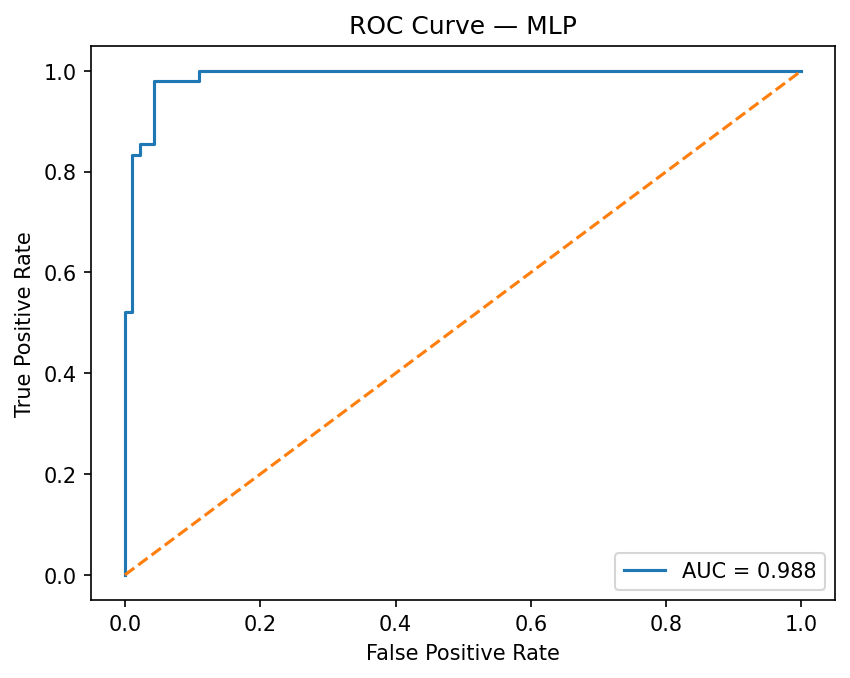 ROC Curve — MLP
True Positive Rate
1.0
0.8
0.6
0.4
0.2
0.0
AUC = 0.988
0.0 0.2 0.4 0.6 0.8 1.0
False Positive Rate